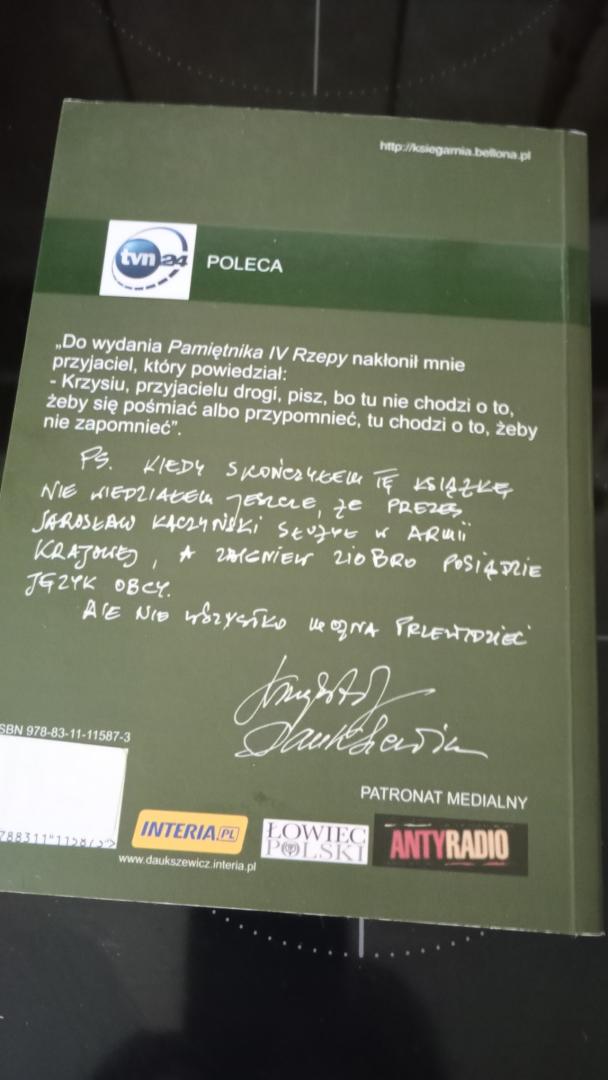 http://ksiegarnia.bellona.pl
tvn24
POLECA
„Do wydania Pamiętnika IV Rzepy nakłonił mnie
przyjaciel, który powiedział:
- Krzysiu, przyjacielu drogi, pisz, bo tu nie chodzi o to,
żeby się pośmiać albo przypomnieć, tu chodzi o to, żeby
nie zapomnieć”.
PS. KIEDY SKOŃCZYŁEM TĘ KSIĄŻKĘ
NIE WIEDZIAŁEM JESZCZE, ŻE PREZES
JAROSŁAW KACZYŃSKI SŁUŻYŁ W ARMII
KRAJOWEJ, A ZBIGNIEW ZIOBRO POSIĄDZIE
JĘZYK OBCY.
ALE NIE WSZYSTKO MOŻNA PRZEWIDZIEĆ
Krzysztof
Daukszewicz
SBN 978-83-11-11587-3
PATRONAT MEDIALNY
INTERIA.PL
ŁOWIEC
POLSKI
ANTYRADIO
www.daukszewicz.interia.pl